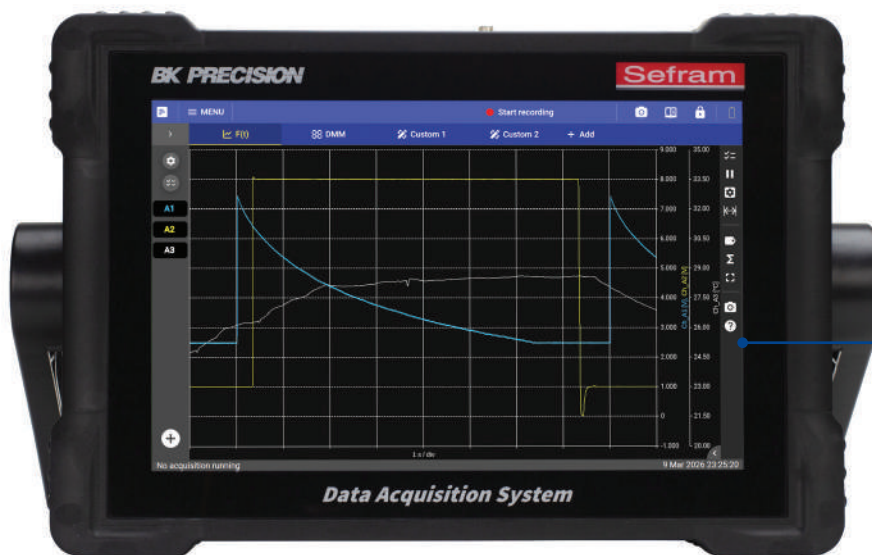 BK PRECISION
Sefram
MENU
Start recording
F(t)
DMM
Custom 1
Custom 2
+ Add
A1
A2
A3
9.000 35.00
8.000 33.50
7.000 32.00
6.000 30.50
5.000 29.00
4.000 27.50
3.000 26.00
2.000 24.50
1.000 23.00
0 21.50
-1.000 20.00
Ch_A1 [V]
Ch_A2 [V]
Ch_A3 [°C]
1 s / div
No acquisition running
9 Mar 2026 23:25:20
Data Acquisition System